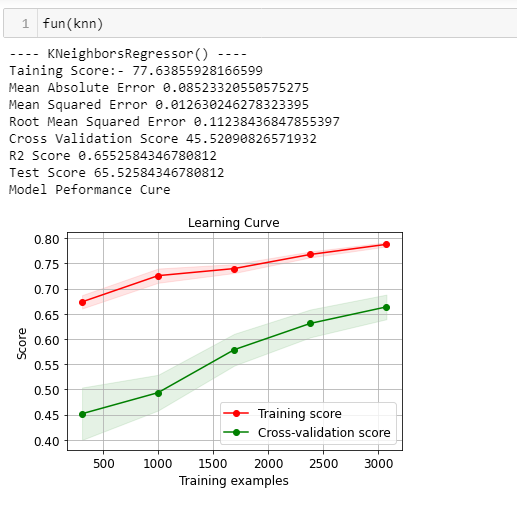 1 fun(knn)
---- KNeighborsRegressor() ----
Taining Score:- 77.63855928166599
Mean Absolute Error 0.08523320550575275
Mean Squared Error 0.012630246278323395
Root Mean Squared Error 0.11238436847855397
Cross Validation Score 45.52090826571932
R2 Score 0.6552584346780812
Test Score 65.52584346780812
Model Peformance Cure
Learning Curve
0.80
0.75
0.70
0.65
0.60
0.55
0.50
0.45
0.40
Score
Training score
Cross-validation score
500 1000 1500 2000 2500 3000
Training examples